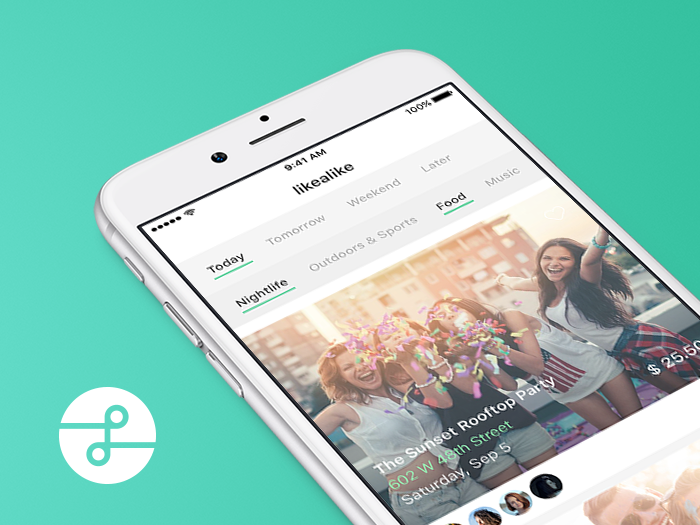 100%
9:41 AM
likealike
Today Tomorrow Weekend Later
Nightlife Outdoors & Sports Food Music
$ 25,50
The Sunset Rooftop Party
602 W 48th Street
Saturday, Sep 5